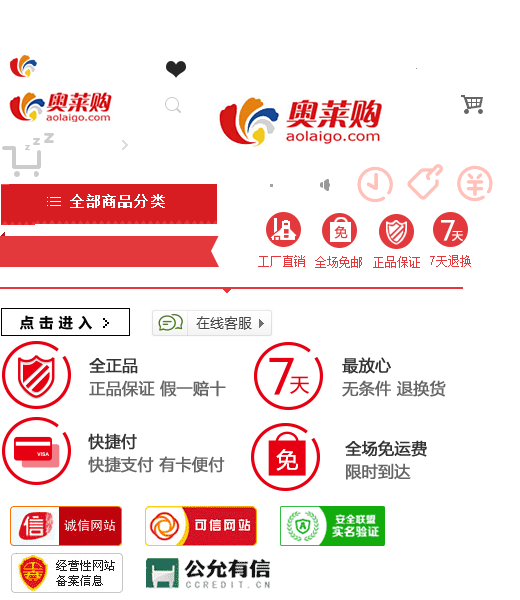 奥莱购
aolaigo.com
奥莱购
aolaigo.com
z z Z
全部商品分类
免
7天
工厂直销
全场免邮
正品保证
7天退换
点击进入
在线客服
全正品
正品保证 假一赔十
7天
最放心
无条件 退换货
VISA
快捷付
快捷支付 有卡便付
免
全场免运费
限时到达
信
诚信网站
可信网站
安全联盟
实名验证
经营性网站
备案信息
公允有信
CCREDIT.CN